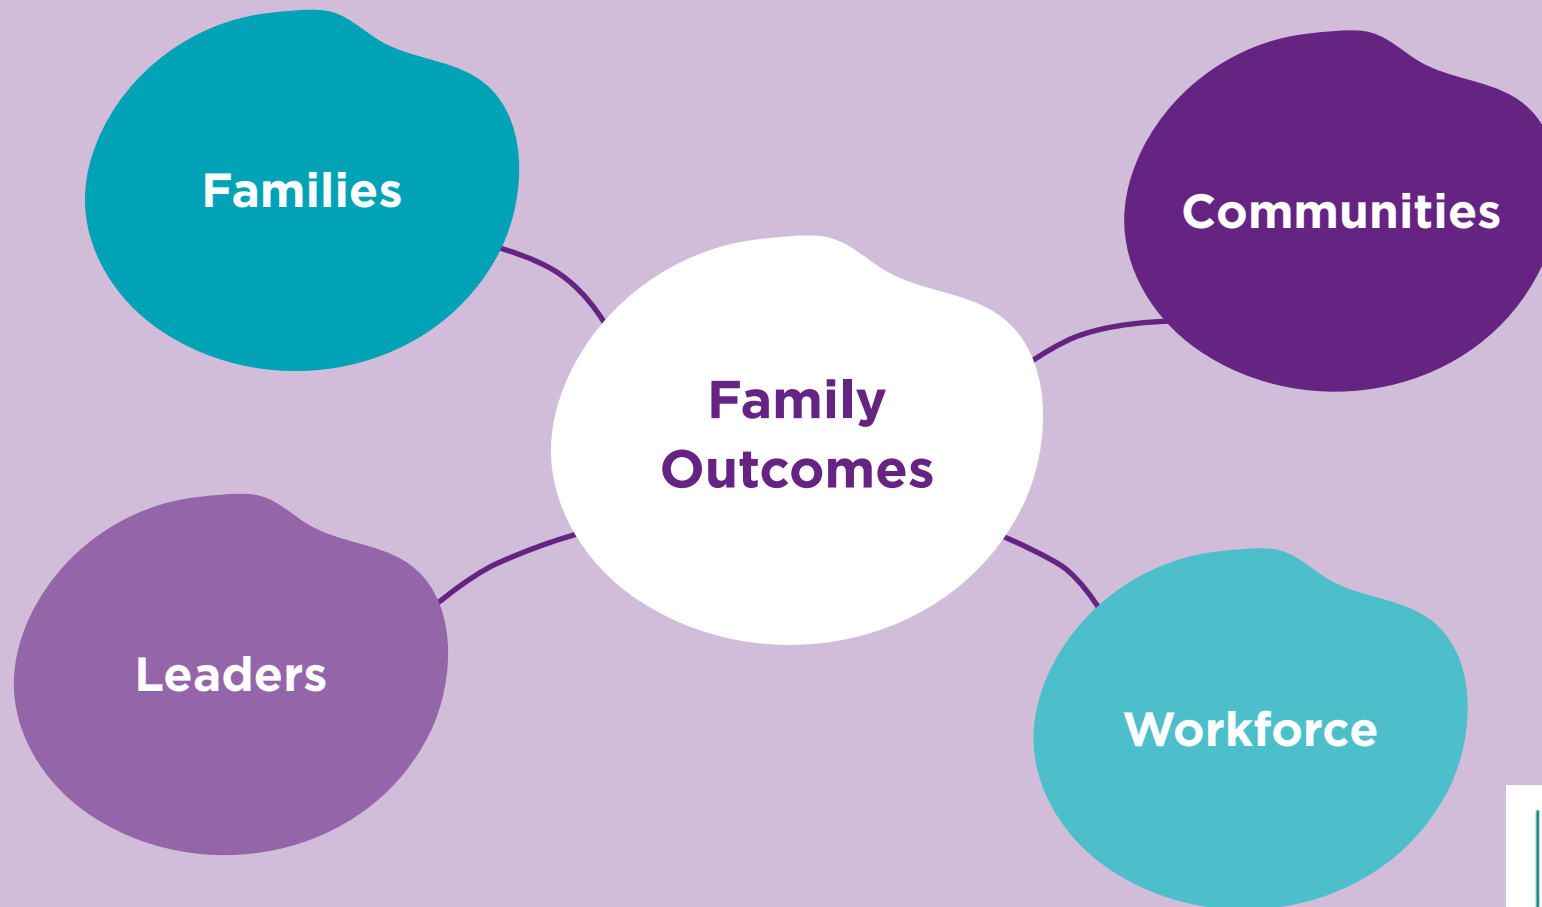 Families
Communities
Family
Outcomes
Leaders
Workforce